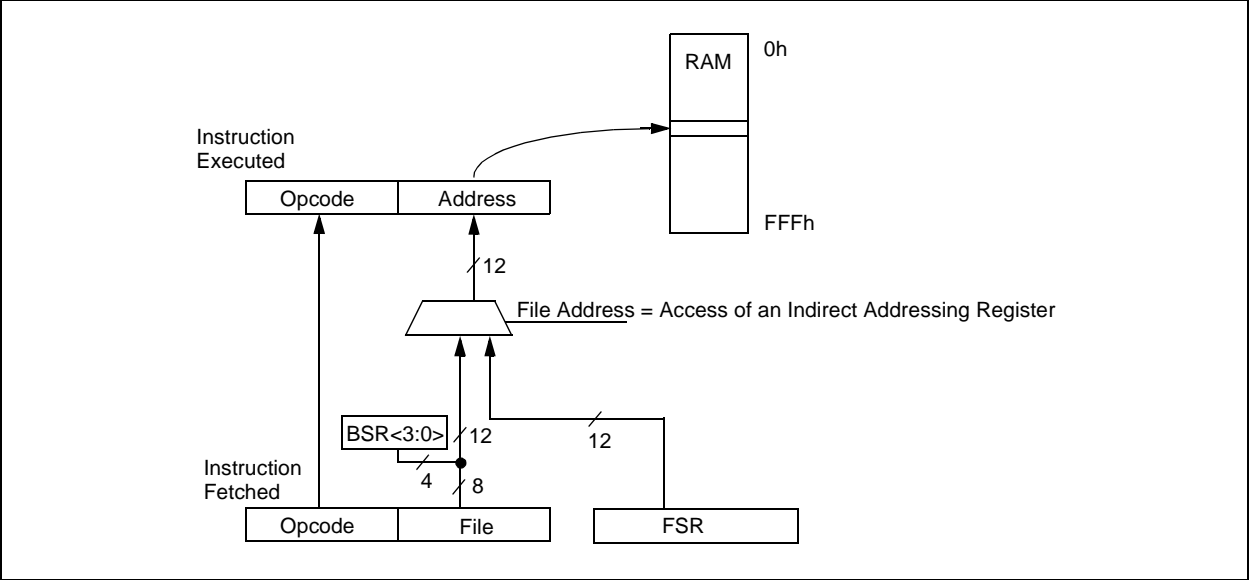 RAM
0h
Instruction
Executed
Opcode
Address
FFFh
12
File Address = Access of an Indirect Addressing Register
BSR<3:0>
12
12
Instruction
Fetched
4
8
Opcode
File
FSR